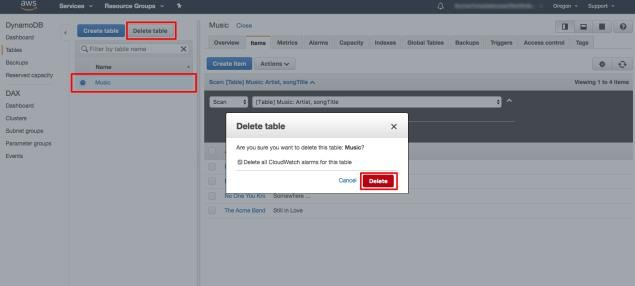 aws
Services
Resource Groups
Oregon
Support
DynamoDB
Dashboard
Tables
Backups
Reserved capacity
DAX
Dashboard
Clusters
Subnet groups
Parameter groups
Events
Create table
Delete table
Filter by table name
Name
Music
Music Close
Overview Items Metrics Alarms Capacity Indexes Global Tables Backups Triggers Access control Tags
Create item Actions
Scan: [Table] Music: Artist, songTitle
Viewing 1 to 4 items
Scan
[Table] Music: Artist, songTitle
Delete table
Are you sure you want to delete this table: Music?
Delete all CloudWatch alarms for this table
Cancel Delete
No One You Kno Somewhere ...
The Acme Band Still in Love